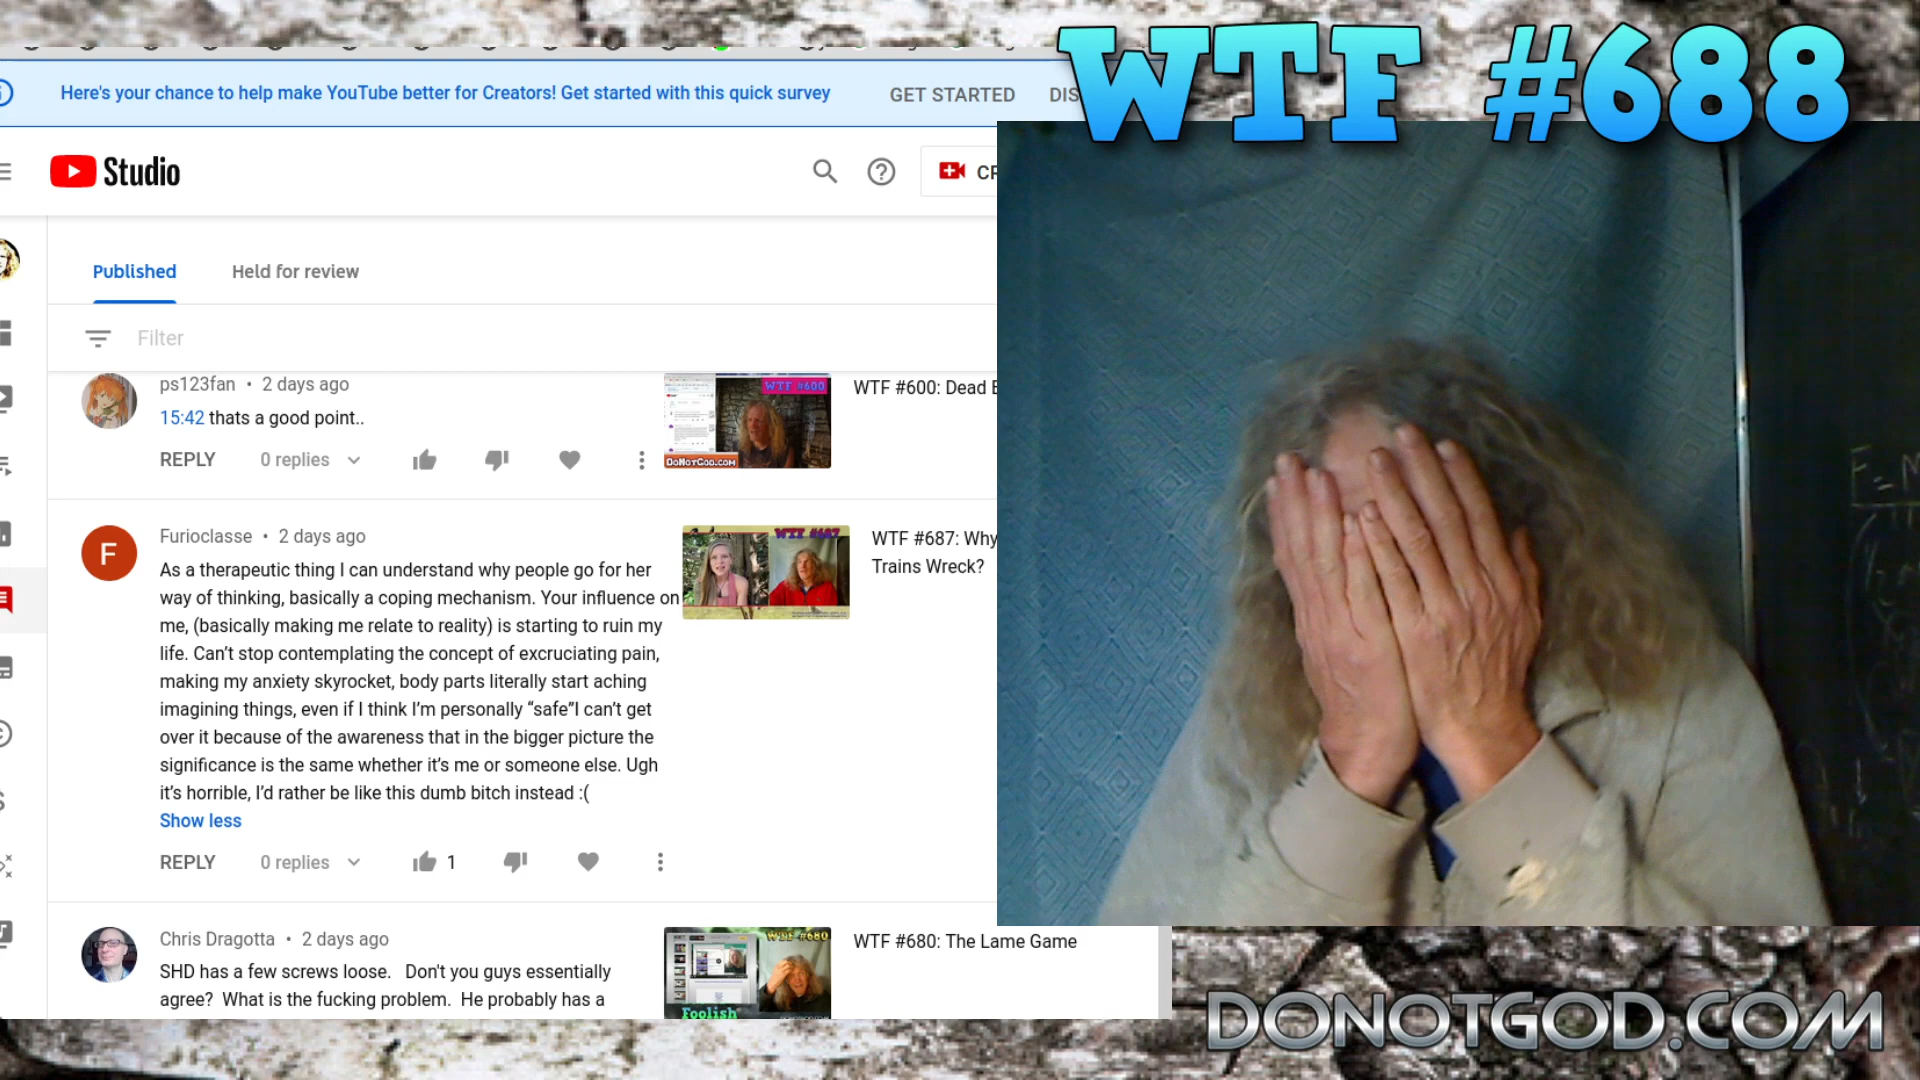 WTF #688
Here's your chance to help make YouTube better for Creators! Get started with this quick survey GET STARTED DIS
Studio
CR
Published Held for review
Filter
ps123fan • 2 days ago
15:42 thats a good point..
REPLY 0 replies
WTF #600
DoNotGod.com
WTF #600: Dead
Furioclasse • 2 days ago
F
As a therapeutic thing I can understand why people go for her
way of thinking, basically a coping mechanism. Your influence on
me, (basically making me relate to reality) is starting to ruin my
life. Can’t stop contemplating the concept of excruciating pain,
making my anxiety skyrocket, body parts literally start aching
imagining things, even if I think I’m personally “safe”I can’t get
over it because of the awareness that in the bigger picture the
significance is the same whether it’s me or someone else. Ugh
it’s horrible, I’d rather be like this dumb bitch instead :(
Show less
REPLY 0 replies 1
WTF #687
WTF #687: Why
Trains Wreck?
Chris Dragotta • 2 days ago
SHD has a few screws loose. Don't you guys essentially
agree? What is the fucking problem. He probably has a
WTF #680
Foolish
WTF #680: The Lame Game
DONOTGOD.COM